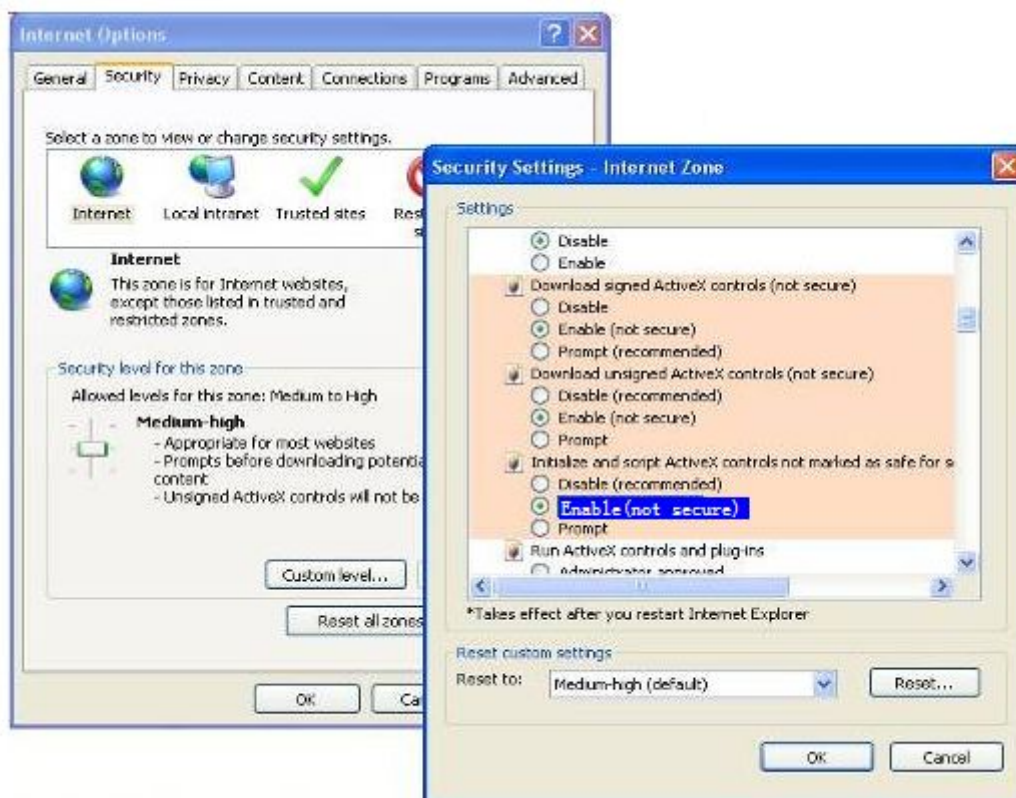 Internet Options
General Security Privacy Content Connections Programs Advanced
Select a zone to view or change security settings.
Internet Local intranet Trusted sites
Internet
This zone is for Internet websites,
except those listed in trusted and
restricted zones.
Security level for this zone
Allowed levels for this zone: Medium to High
Medium-high
- Appropriate for most websites
- Prompts before downloading
content
- Unsigned ActiveX controls will not be
Custom level...
Reset all zones
OK
Security Settings - Internet Zone
Settings
Disable
Enable
Download signed ActiveX controls (not secure)
Disable
Enable (not secure)
Prompt (recommended)
Download unsigned ActiveX controls (not secure)
Disable (recommended)
Enable (not secure)
Prompt
Initialize and script ActiveX controls not marked as safe for s
Disable (recommended)
Enable(not secure)
Prompt
Run ActiveX controls and plug-ins
Administrator approved
*Takes effect after you restart Internet Explorer
Reset custom settings
Reset to: Medium-high (default) Reset...
OK Cancel